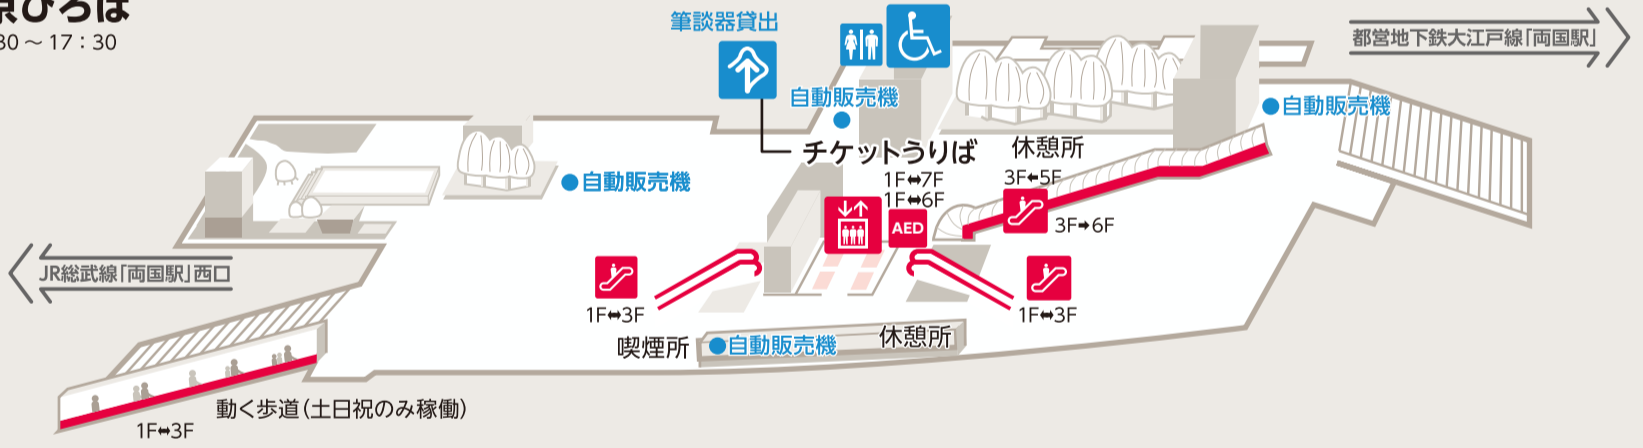 京ひろば
30～17：30
筆談器貸出
都営地下鉄大江戸線「両国駅」
自動販売機
自動販売機
チケットうりば
休憩所
1F⬌7F
1F⬌6F
3F⬅5F
自動販売機
AED
3F➡6F
JR総武線「両国駅」西口
1F⬌3F
1F⬌3F
喫煙所
自動販売機
休憩所
動く歩道（土日祝のみ稼働）
1F⬌3F